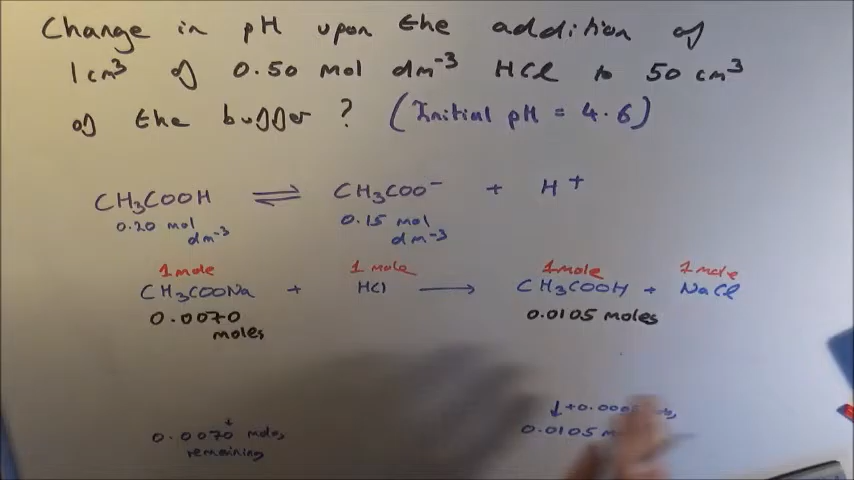 Change in pH upon the addition of
1cm³ of 0.50 mol dm⁻³ HCl to 50 cm³
of the buffer? (Initial pH = 4.6)
CH₃COOH ⇌ CH₃COO⁻ + H⁺
0.20 mol dm⁻³ 0.15 mol dm⁻³
1 mole 1 mole 1 mole 1 mole
CH₃COONa + HCl → CH₃COOH + NaCl
0.0070 moles 0.0105 moles
↓+0.000
0.0070 moles remaining 0.0105